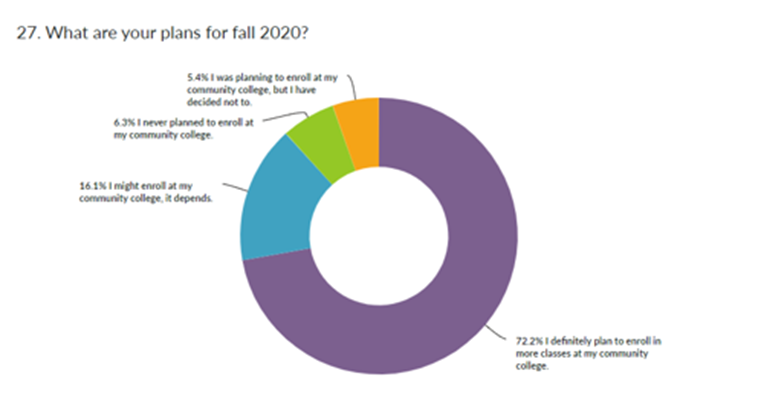 27. What are your plans for fall 2020?
5.4% I was planning to enroll at my
community college, but I have
decided not to.
6.3% I never planned to enroll at
my community college.
16.1% I might enroll at my
community college, it depends.
72.2% I definitely plan to enroll in
more classes at my community
college.